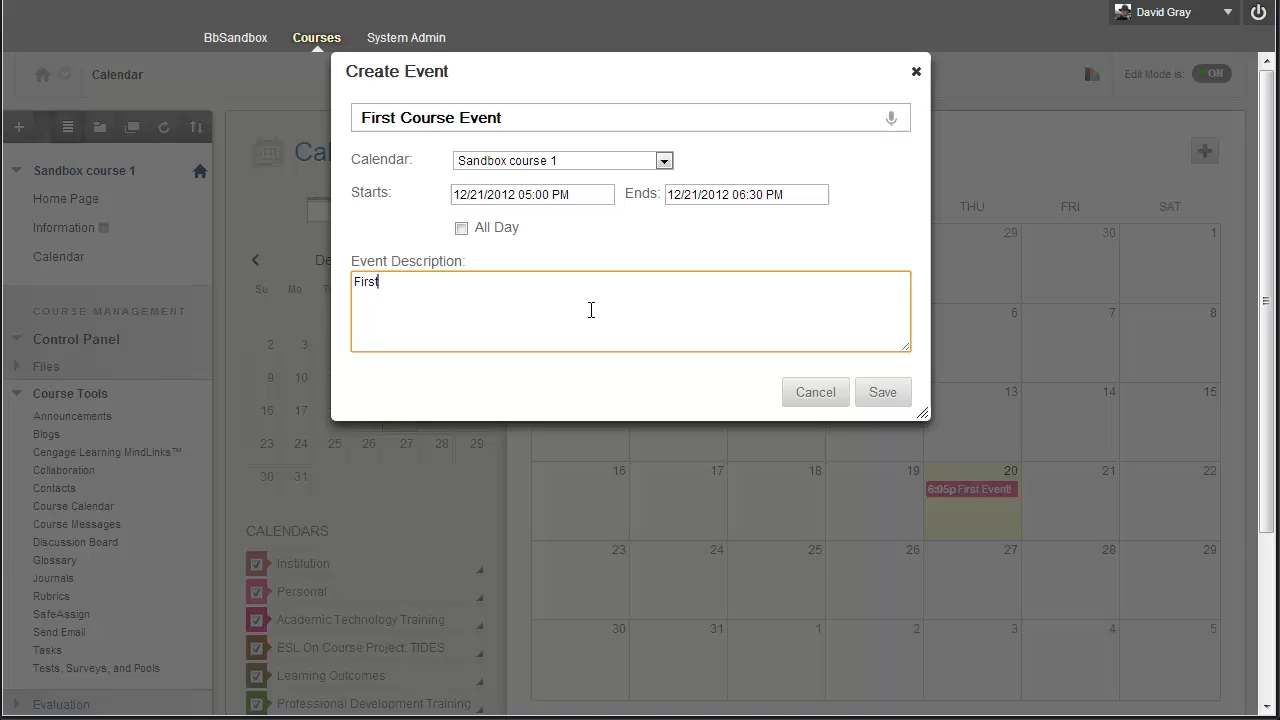 David Gray
BbSandbox Courses System Admin
Calendar
Edit Mode is: ON
Create Event
First Course Event
Calendar: Sandbox course 1
Starts: 12/21/2012 05:00 PM Ends: 12/21/2012 06:30 PM
All Day
Event Description:
First
Cancel Save
Sandbox course 1
Home Page
Information
Calendar
COURSE MANAGEMENT
Control Panel
Files
Course Tools
Announcements
Blogs
Cengage Learning MindLinks™
Collaboration
Contacts
Course Calendar
Course Messages
Discussion Board
Glossary
Journals
Rubrics
SafeAssign
Send Email
Tasks
Tests, Surveys, and Pools
Evaluation
Su Mo
2 3
9 10
16 17
23 24 25 26 27 28 29
30 31
CALENDARS
Institution
Personal
Academic Technology Training
ESL On Course Project: TIDES
Learning Outcomes
Professional Development Training
THU FRI SAT
29 30 1
6 7 8
13 14 15
16 17 18 19 20 21 22
6:05p First Event!
23 24 25 26 27 28 29
30 31 1 2 3 4 5